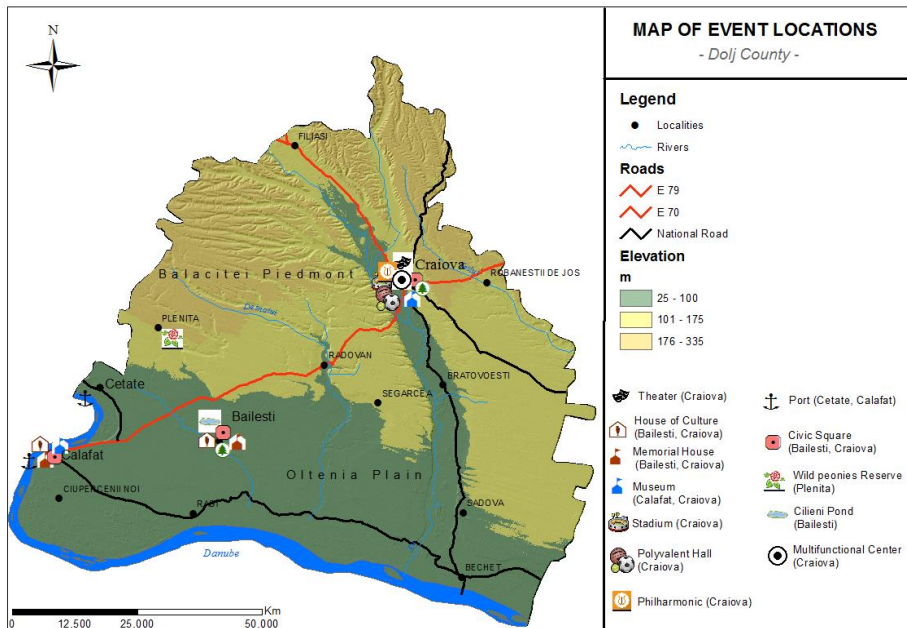 MAP OF EVENT LOCATIONS
- Dolj County -
N
FILIASI
Craiova
ROBANESTII DE JOS
Balacitei Piedmont
Desnatui
PLENITA
RADOVAN
BRATOVOESTI
Cetate
SEGARCEA
Bailesti
Calafat
Oltenia Plain
CIUPERCENII NOI
RAST
SADOVA
Danube
BECHET
Km
0 12.500 25.000 50.000
Legend
Localities
Rivers
Roads
E 79
E 70
National Road
Elevation
m
25 - 100
101 - 175
176 - 335
Theater (Craiova)
House of Culture
(Bailesti, Craiova)
Memorial House
(Bailesti, Craiova)
Museum
(Calafat, Craiova)
Stadium (Craiova)
Polyvalent Hall
(Craiova)
Philharmonic (Craiova)
Port (Cetate, Calafat)
Civic Square
(Bailesti, Craiova)
Wild peonies Reserve
(Plenita)
Cilieni Pond
(Bailesti)
Multifunctional Center
(Craiova)